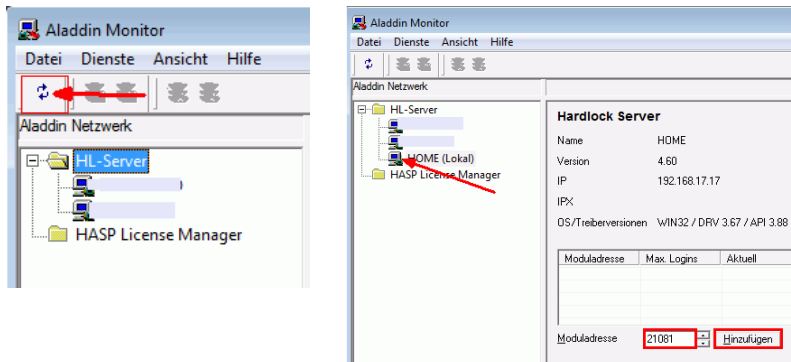 Aladdin Monitor
Datei Dienste Ansicht Hilfe
Aladdin Netzwerk
HL-Server
HASP License Manager
Aladdin Monitor
Datei Dienste Ansicht Hilfe
Aladdin Netzwerk
HL-Server
HOME (Lokal)
HASP License Manager
Hardlock Server
Name HOME
Version 4.60
IP 192.168.17.17
IPX
OS/Treiberversionen WIN32 / DRV 3.67 / API 3.88
Moduladresse Max. Logins Aktuell
Moduladresse 21081 Hinzufügen